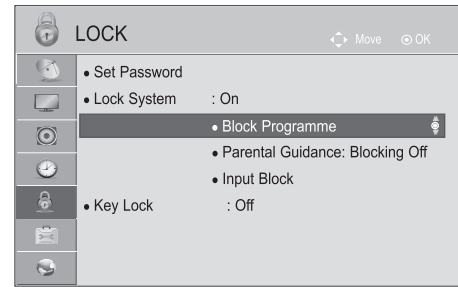 LOCK
Move OK
• Set Password
• Lock System : On
• Block Programme
• Parental Guidance: Blocking Off
• Input Block
• Key Lock : Off